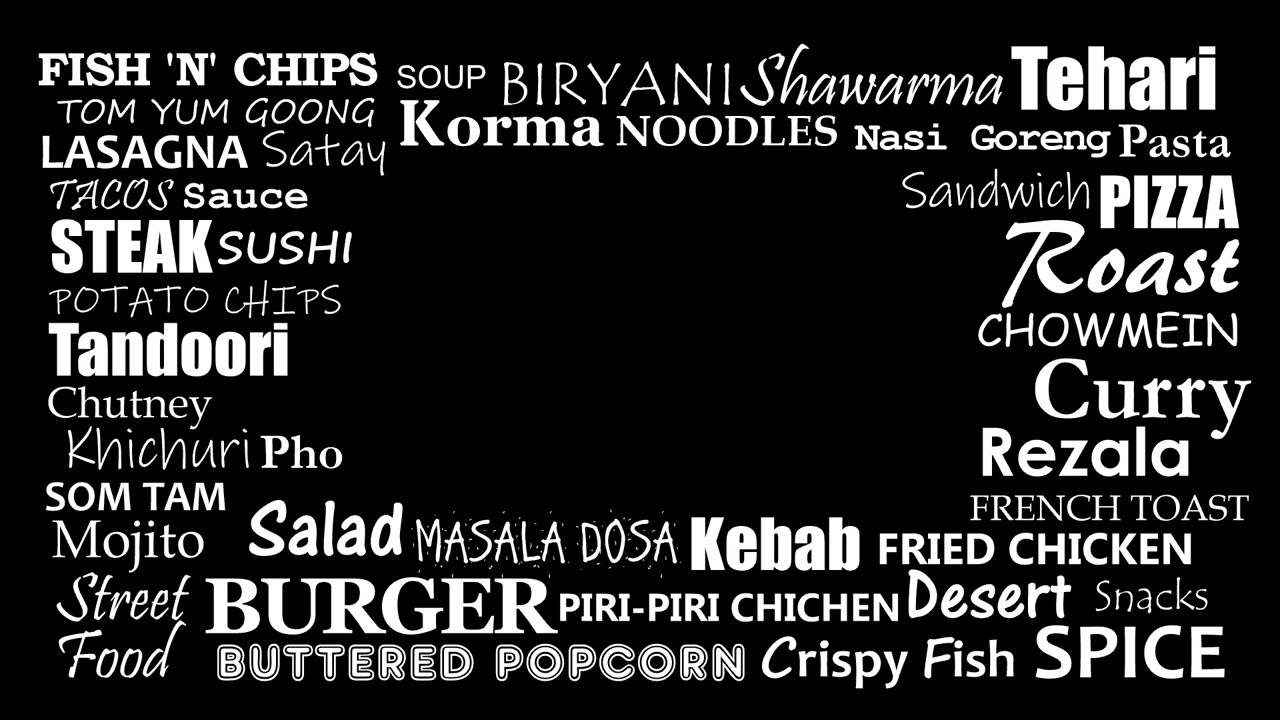 FISH 'N' CHIPS SOUP BIRYANI Shawarma Tehari
TOM YUM GOONG Korma NOODLES Nasi Goreng Pasta
LASAGNA Satay
TACOS Sauce Sandwich PIZZA
STEAK SUSHI Roast
POTATO CHIPS CHOWMEIN
Tandoori
Chutney Curry
Khichuri Pho Rezala
SOM TAM FRENCH TOAST
Mojito Salad MASALA DOSA Kebab FRIED CHICKEN
Street BURGER PIRI-PIRI CHICHEN Desert Snacks
Food BUTTERED POPCORN Crispy Fish SPICE